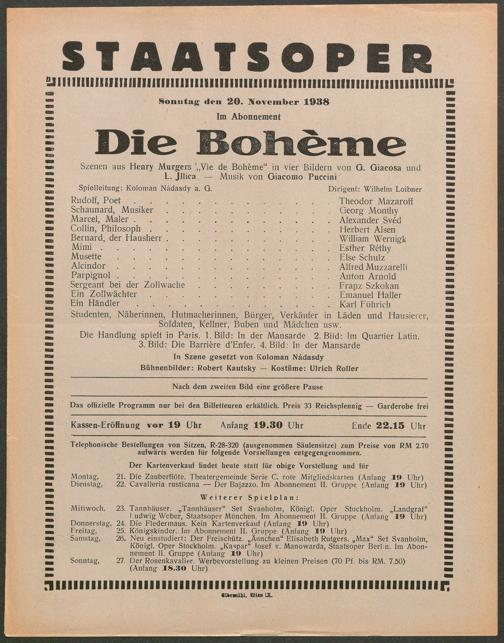 STAATSOPER
Sonntag den 20. November 1938
Im Abonnement
Die Bohème
Szenen aus Henry Murgers „Vie de Bohème“ in vier Bildern von G. Giacosa und
L. Jllica — Musik von Giacomo Puccini
Spielleitung: Koloman Nádasdy a. G. Dirigent: Wilhelm Loibner
Rudolf, Poet . . . . . . . . . Theodor Mazaroff
Schaunard, Musiker . . . . . . . . . Georg Monthy
Marcel, Maler . . . . . . . . . Alexander Svéd
Collin, Philosoph . . . . . . . . . Herbert Alsen
Bernard, der Hausherr . . . . . . . . . William Wernigk
Mimi . . . . . . . . . Esther Réthy
Musette . . . . . . . . . Else Schulz
Alcindor . . . . . . . . . Alfred Muzzarelli
Parpignol . . . . . . . . . Anton Arnold
Sergeant bei der Zollwache . . . . . . . . . Franz Szkokan
Ein Zollwächter . . . . . . . . . Emanuel Haller
Ein Händler . . . . . . . . . Karl Führich
Studenten, Näherinnen, Hutmacherinnen, Bürger, Verkäufer in Läden und Hausierer,
Soldaten, Kellner, Buben und Mädchen usw.
Die Handlung spielt in Paris. 1. Bild: In der Mansarde 2. Bild: Im Quartier Latin.
3. Bild: Die Barrière d'Enfer. 4. Bild: In der Mansarde
In Szene gesetzt von Koloman Nádasdy
Bühnenbilder: Robert Kautsky — Kostüme: Ulrich Roller
Nach dem zweiten Bild eine größere Pause
Das offizielle Programm nur bei den Billetteuren erhältlich. Preis 33 Reichspfennig — Garderobe frei
Kassen-Eröffnung vor 19 Uhr Anfang 19.30 Uhr Ende 22.15 Uhr
Telephonische Bestellungen von Sitzen, R-28-320 (ausgenommen Säulensitze) zum Preise von RM 2.70
aufwärts werden für folgende Vorstellungen entgegengenommen.
Der Kartenverkauf findet heute statt für obige Vorstellung und für
Montag, 21. Die Zauberflöte. Theatergemeinde Serie C, rote Mitgliedskarten (Anfang 19 Uhr)
Dienstag, 22. Cavalleria rusticana — Der Bajazzo. Im Abonnement II. Gruppe (Anfang 19 Uhr)
Weiterer Spielplan:
Mittwoch, 23. Tannhäuser. „Tannhäuser“ Set Svanholm, Königl. Oper Stockholm. „Landgraf“
Ludwig Weber, Staatsoper München. Im Abonnement II. Gruppe (Anfang 19 Uhr)
Donnerstag, 24. Die Fledermaus. Kein Kartenverkauf (Anfang 19 Uhr)
Freitag, 25. Königskinder. Im Abonnement II. Gruppe (Anfang 19 Uhr)
Samstag, 26. Neu einstudiert: Der Freischütz. „Ännchen“ Elisabeth Rutgers, „Max“ Set Svanholm,
Königl. Oper Stockholm. „Kaspar“ Josef v. Manowarda, Staatsoper Berlin. Im Abon-
nement II. Gruppe (Anfang 19 Uhr)
Sonntag, 27. Der Rosenkavalier. Werbevorstellung zu kleinen Preisen (70 Pf. bis RM. 7.50)
(Anfang 18.30 Uhr)
Elbemühl, Wien IX.